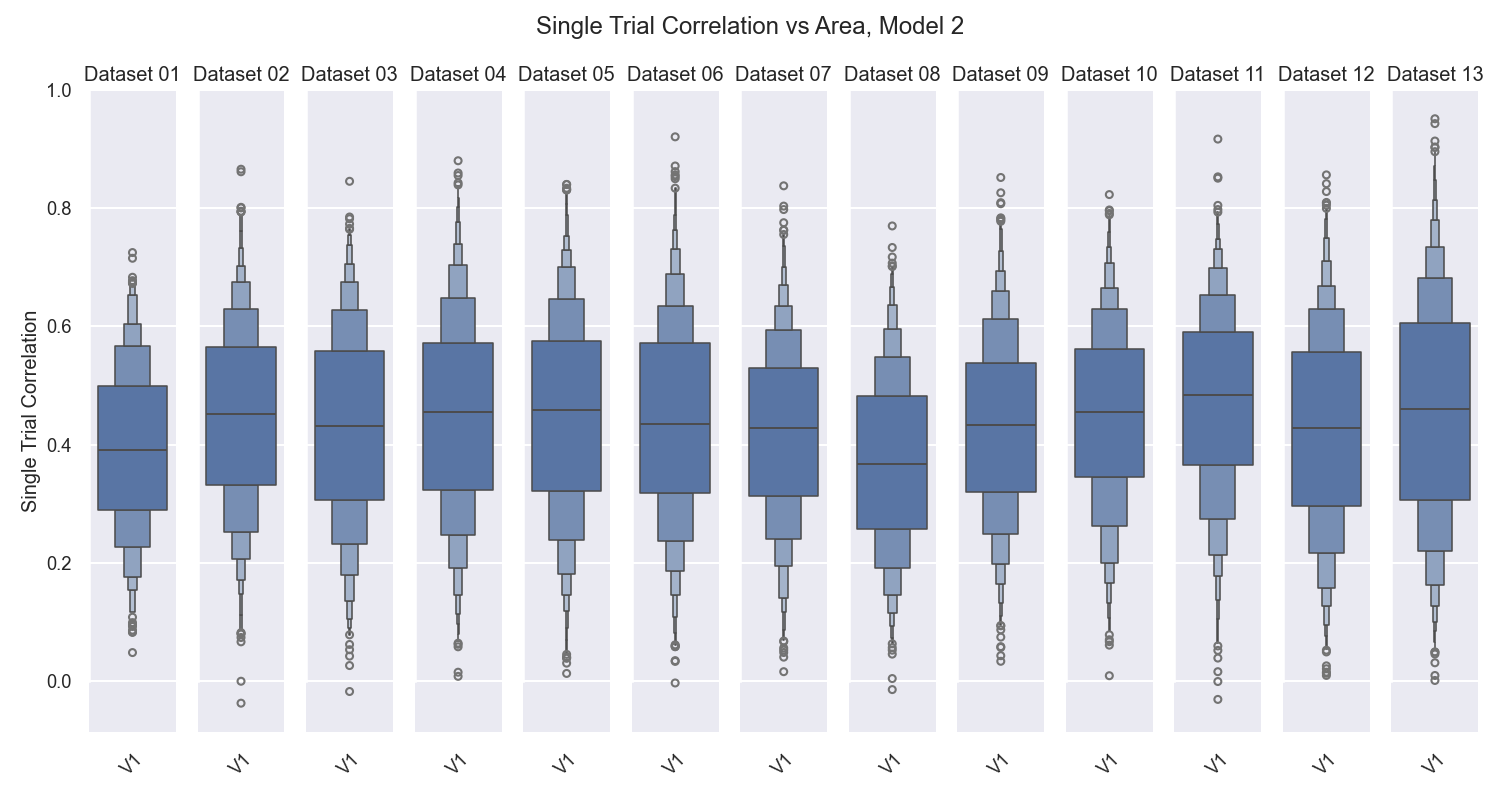 Single Trial Correlation vs Area, Model 2
Dataset 01 Dataset 02 Dataset 03 Dataset 04 Dataset 05 Dataset 06 Dataset 07 Dataset 08 Dataset 09 Dataset 10 Dataset 11 Dataset 12 Dataset 13
1.0
0.8
0.6
0.4
0.2
0.0
Single Trial Correlation
V1 V1 V1 V1 V1 V1 V1 V1 V1 V1 V1 V1 V1